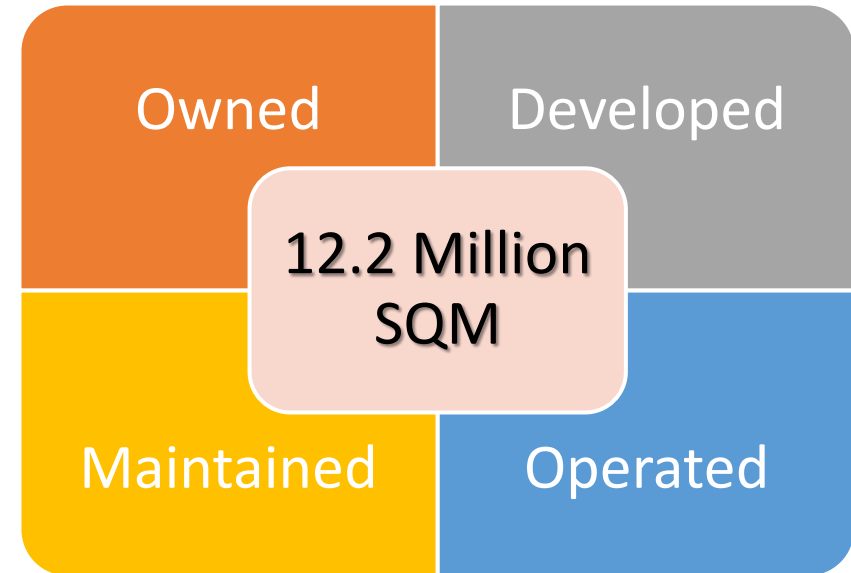 Owned
Developed
12.2 Million
SQM
Maintained
Operated